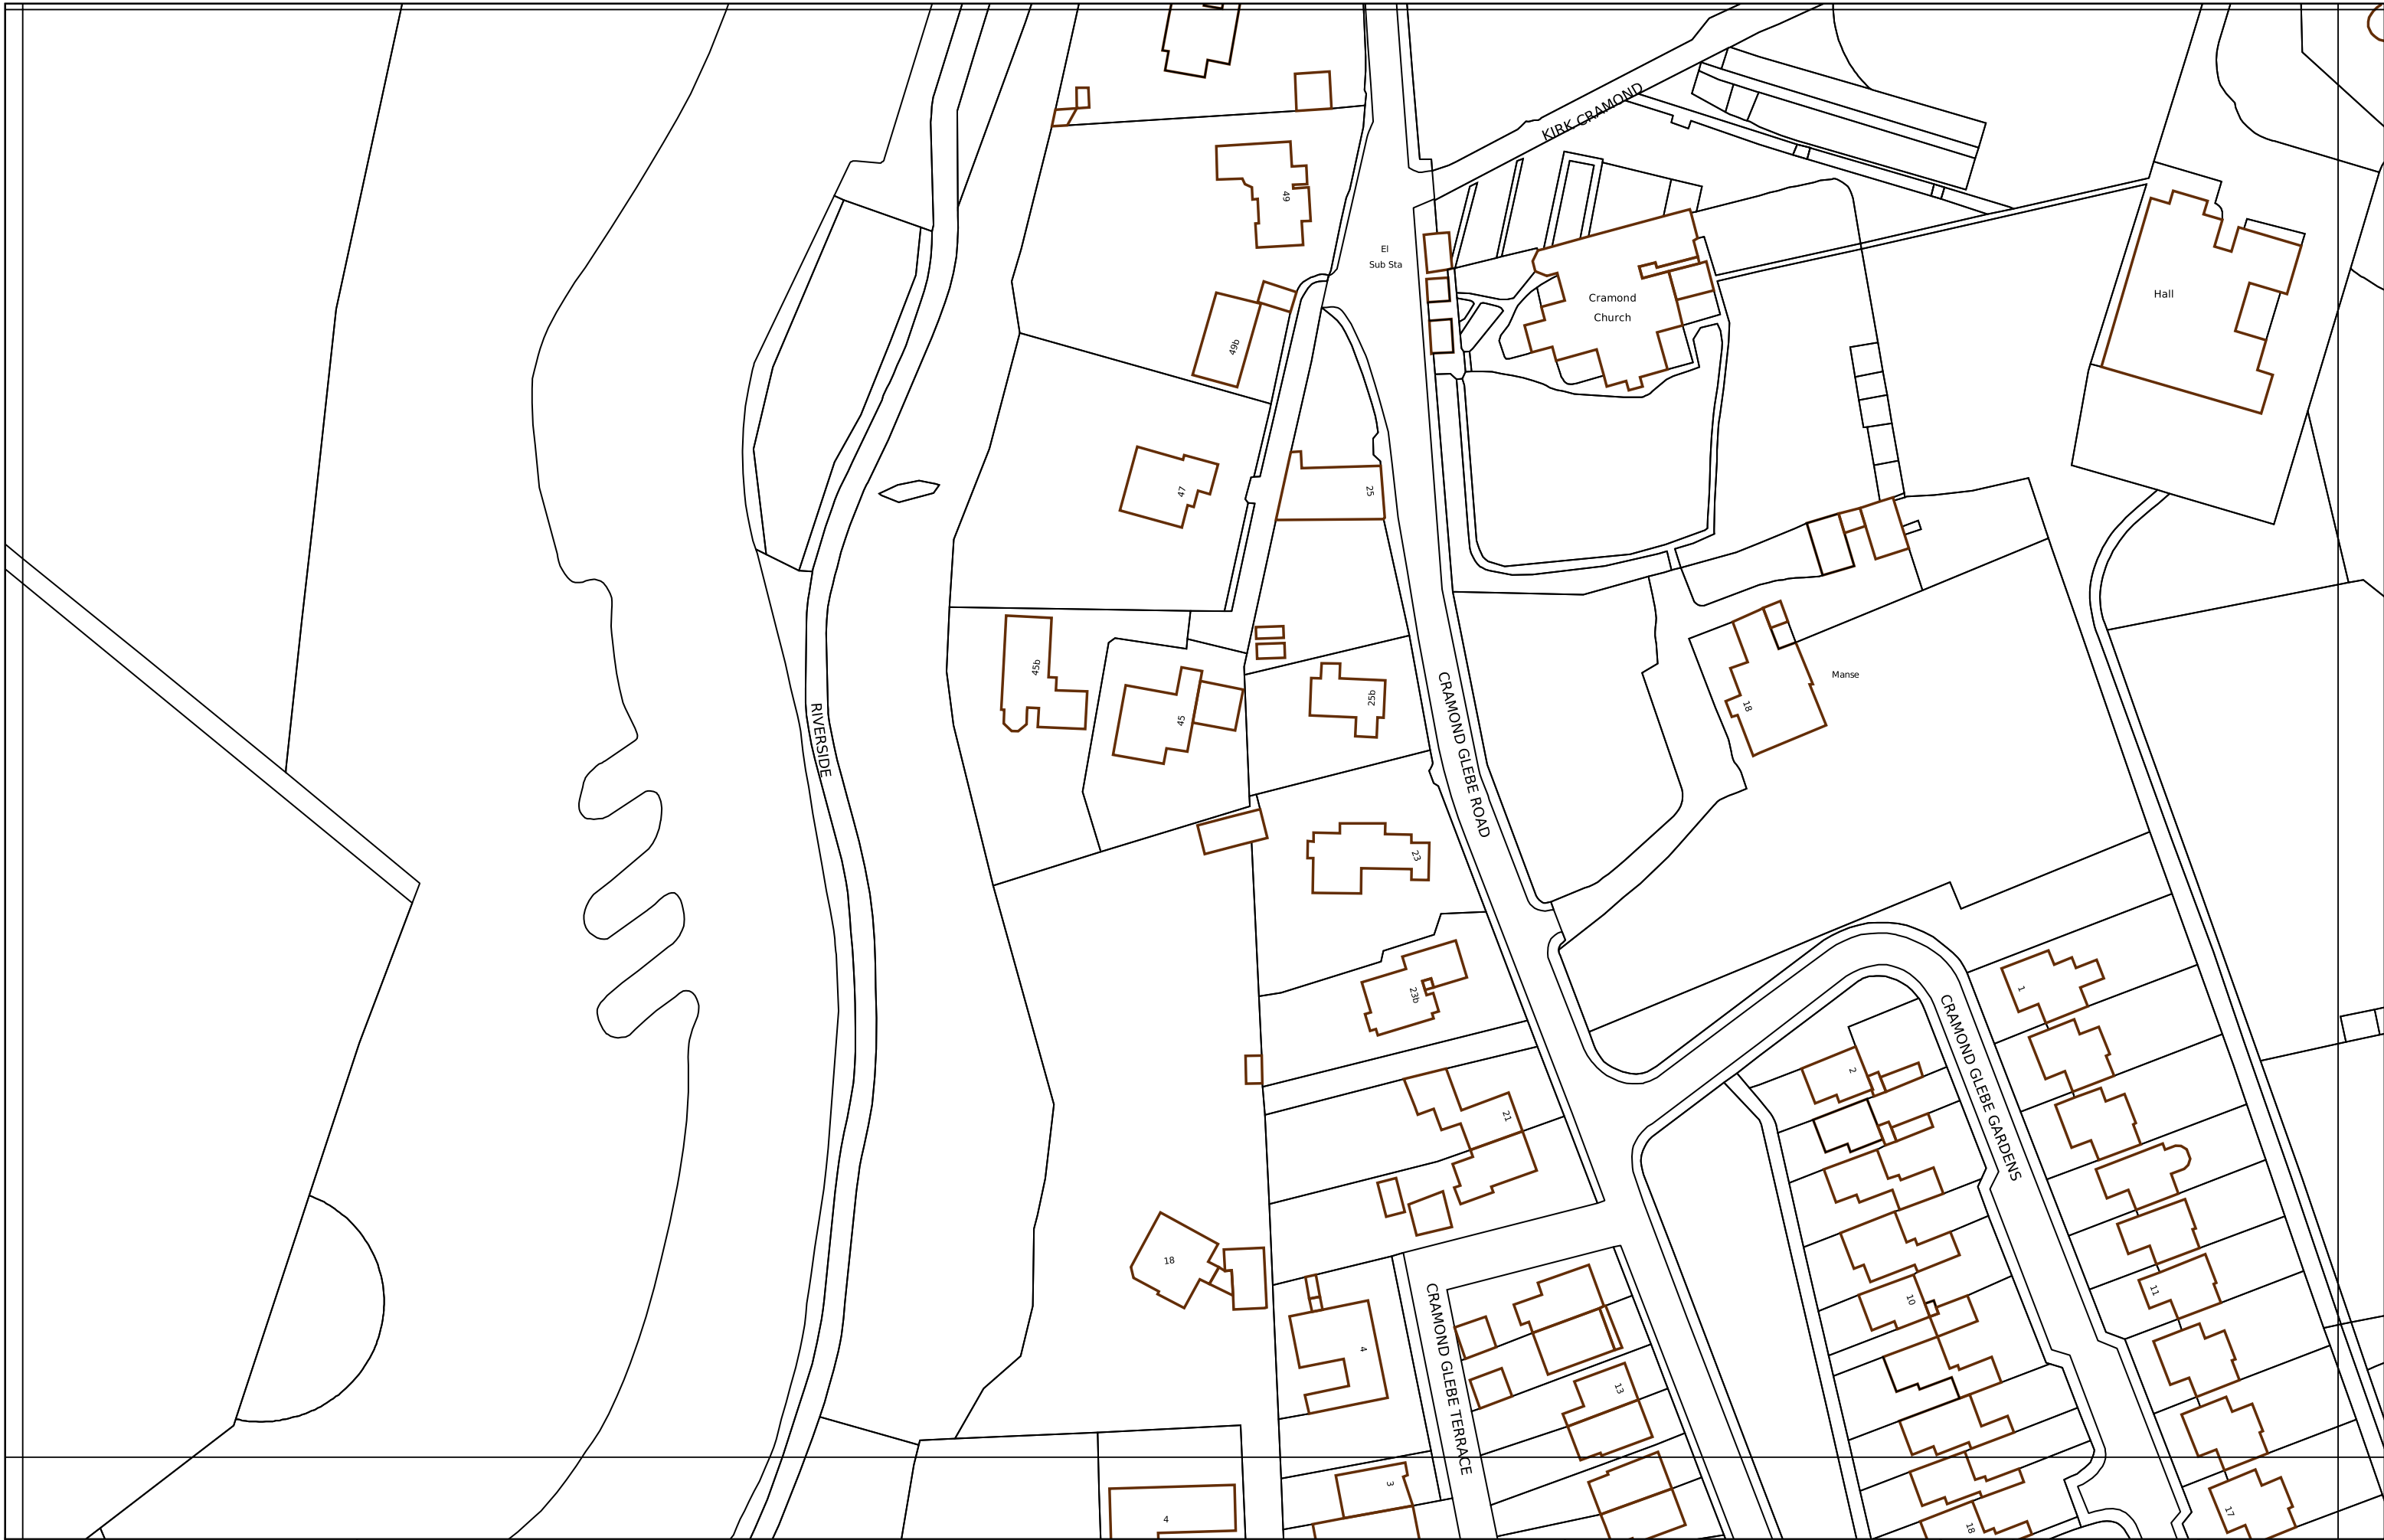 KIRK CRAMOND
49
El
Sub Sta
Cramond
Church
Hall
49b
47
25
45b
45
25b
Manse
18
RIVERSIDE
CRAMOND GLEBE ROAD
23
23b
1
CRAMOND GLEBE GARDENS
2
21
18
10
11
4
CRAMOND GLEBE TERRACE
13
3
4
17
18